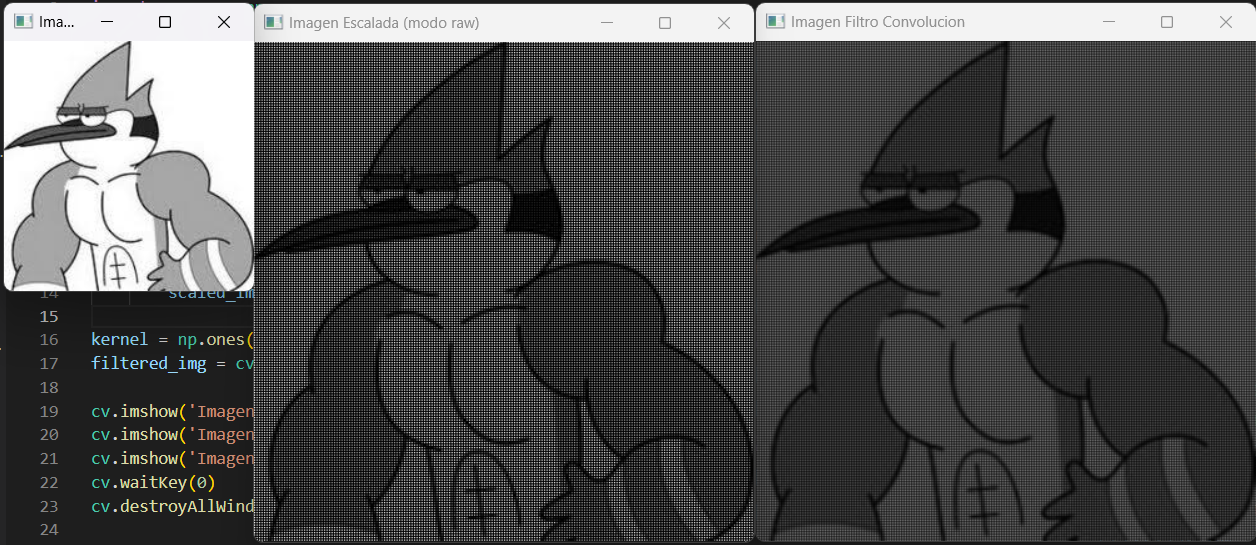 Ima...
Imagen Escalada (modo raw)
Imagen Filtro Convolucion
14 scaled_im
15
16 kernel = np.ones(
17 filtered_img = cv
18
19 cv.imshow('Imagen
20 cv.imshow('Imagen
21 cv.imshow('Imagen
22 cv.waitKey(0)
23 cv.destroyAllWind
24